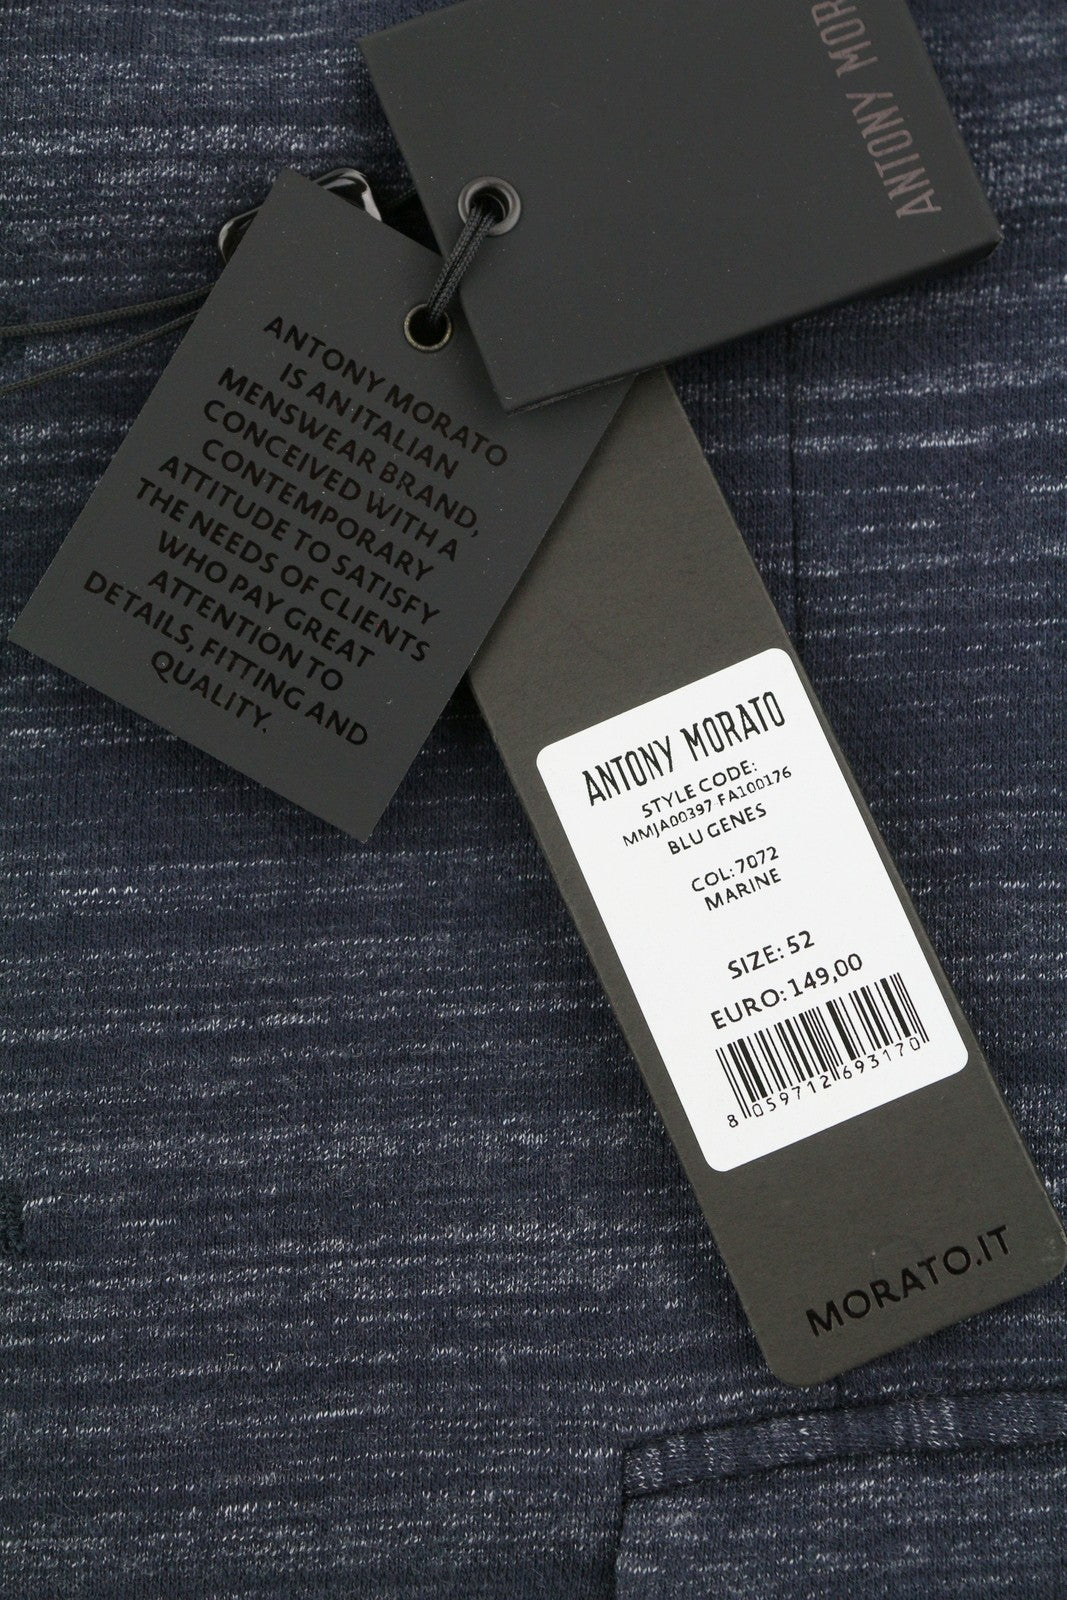 ANTONY MOR
ANTONY MORATO
IS AN ITALIAN
MENSWEAR BRAND,
CONCEIVED WITH A
CONTEMPORARY
ATTITUDE TO SATISFY
THE NEEDS OF CLIENTS
WHO PAY GREAT
ATTENTION TO
DETAILS, FITTING AND
QUALITY.
ANTONY MORATO
STYLE CODE:
MMJA00397 FA100176
BLU GENES
COL:7072
MARINE
SIZE: 52
EURO: 149,00
8 059712 693170
MORATO.IT